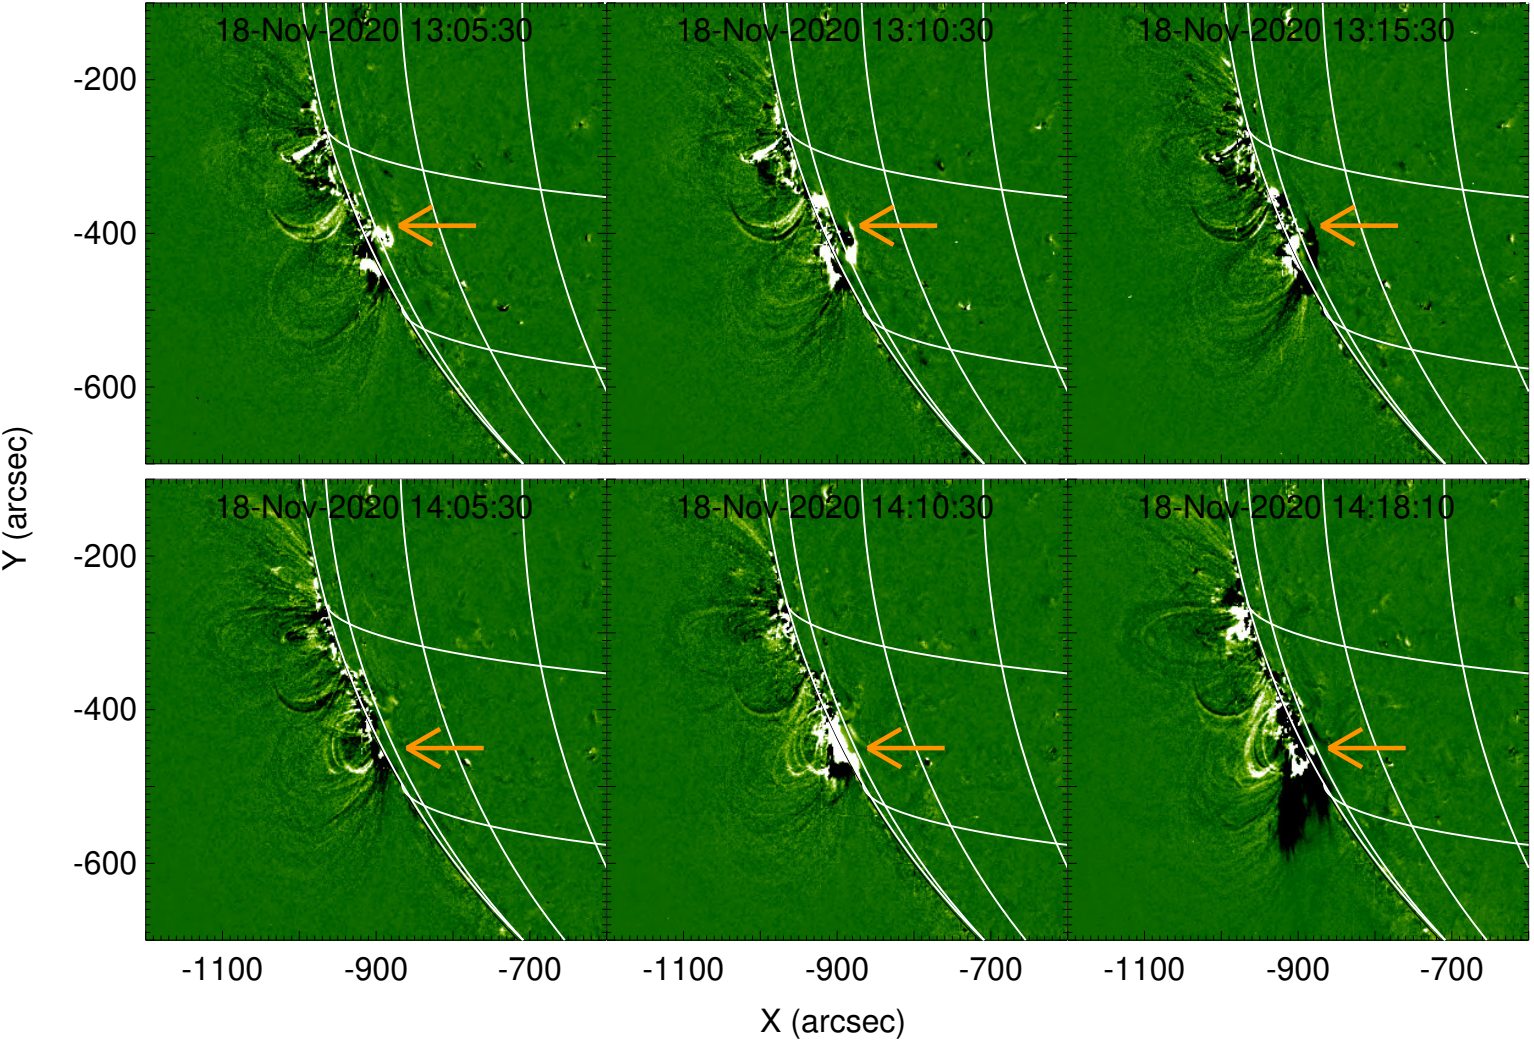 18-Nov-2020 13:05:30
18-Nov-2020 13:10:30
18-Nov-2020 13:15:30
-200
-400
-600
18-Nov-2020 14:05:30
18-Nov-2020 14:10:30
18-Nov-2020 14:18:10
-200
-400
-600
Y (arcsec)
-1100 -900 -700 -1100 -900 -700 -1100 -900 -700
X (arcsec)